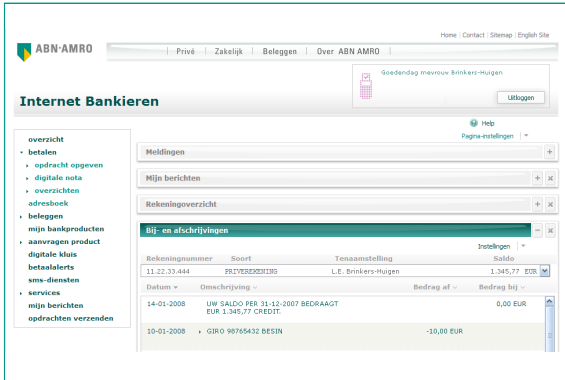 Home | Contact | Sitemap | English Site
ABN·AMRO
Privé | Zakelijk | Beleggen | Over ABN AMRO
Goedendag mevrouw Brinkers-Huigen
Uitloggen
Internet Bankieren
Help
Pagina-instellingen
overzicht
betalen
opdracht opgeven
digitale nota
overzichten
adresboek
beleggen
mijn bankproducten
aanvragen product
digitale kluis
betaalalerts
sms-diensten
services
mijn berichten
opdrachten verzenden
Meldingen
Mijn berichten
Rekeningoverzicht
Bij- en afschrijvingen
Instellingen
Rekeningnummer Soort Tenaamstelling Saldo
11.22.33.444 PRIVEREKENING L.E. Brinkers-Huigen 1.345,77 EUR
Datum Omschrijving Bedrag af Bedrag bij
14-01-2008 UW SALDO PER 31-12-2007 BEDRAAGT 0,00 EUR
EUR 1.345,77 CREDIT.
10-01-2008 GIRO 98765432 BESIN -10,00 EUR